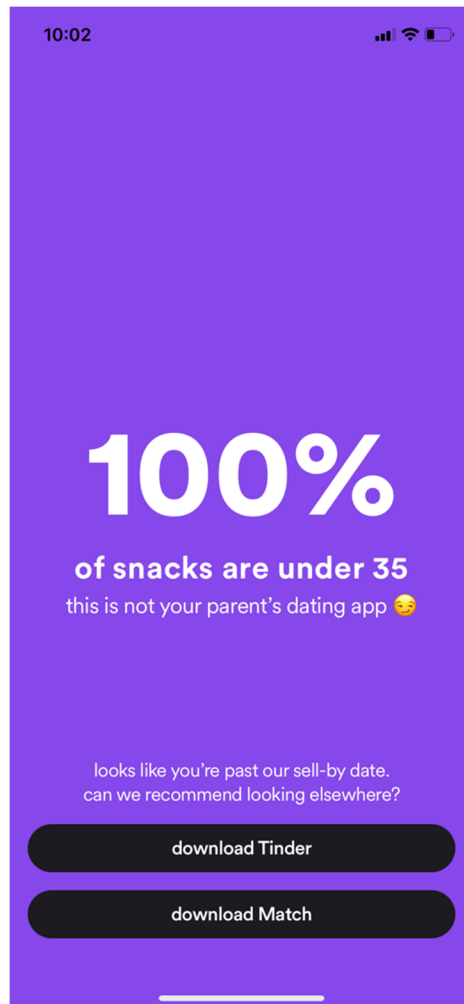 10:02
100%
of snacks are under 35
this is not your parent’s dating app 😏
looks like you’re past our sell-by date.
can we recommend looking elsewhere?
download Tinder
download Match